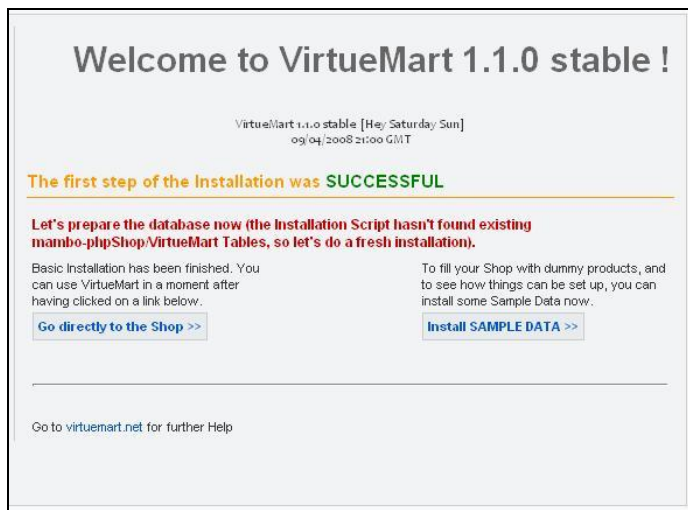 Welcome to VirtueMart 1.1.0 stable !
VirtueMart 1.1.0 stable [Hey Saturday Sun]
09/04/2008 21:00 GMT
The first step of the Installation was SUCCESSFUL
Let's prepare the database now (the Installation Script hasn't found existing
mambo-phpShop/VirtueMart Tables, so let's do a fresh installation).
Basic Installation has been finished. You
can use VirtueMart in a moment after
having clicked on a link below.
Go directly to the Shop >>
To fill your Shop with dummy products, and
to see how things can be set up, you can
install some Sample Data now.
Install SAMPLE DATA >>
Go to virtuemart.net for further Help